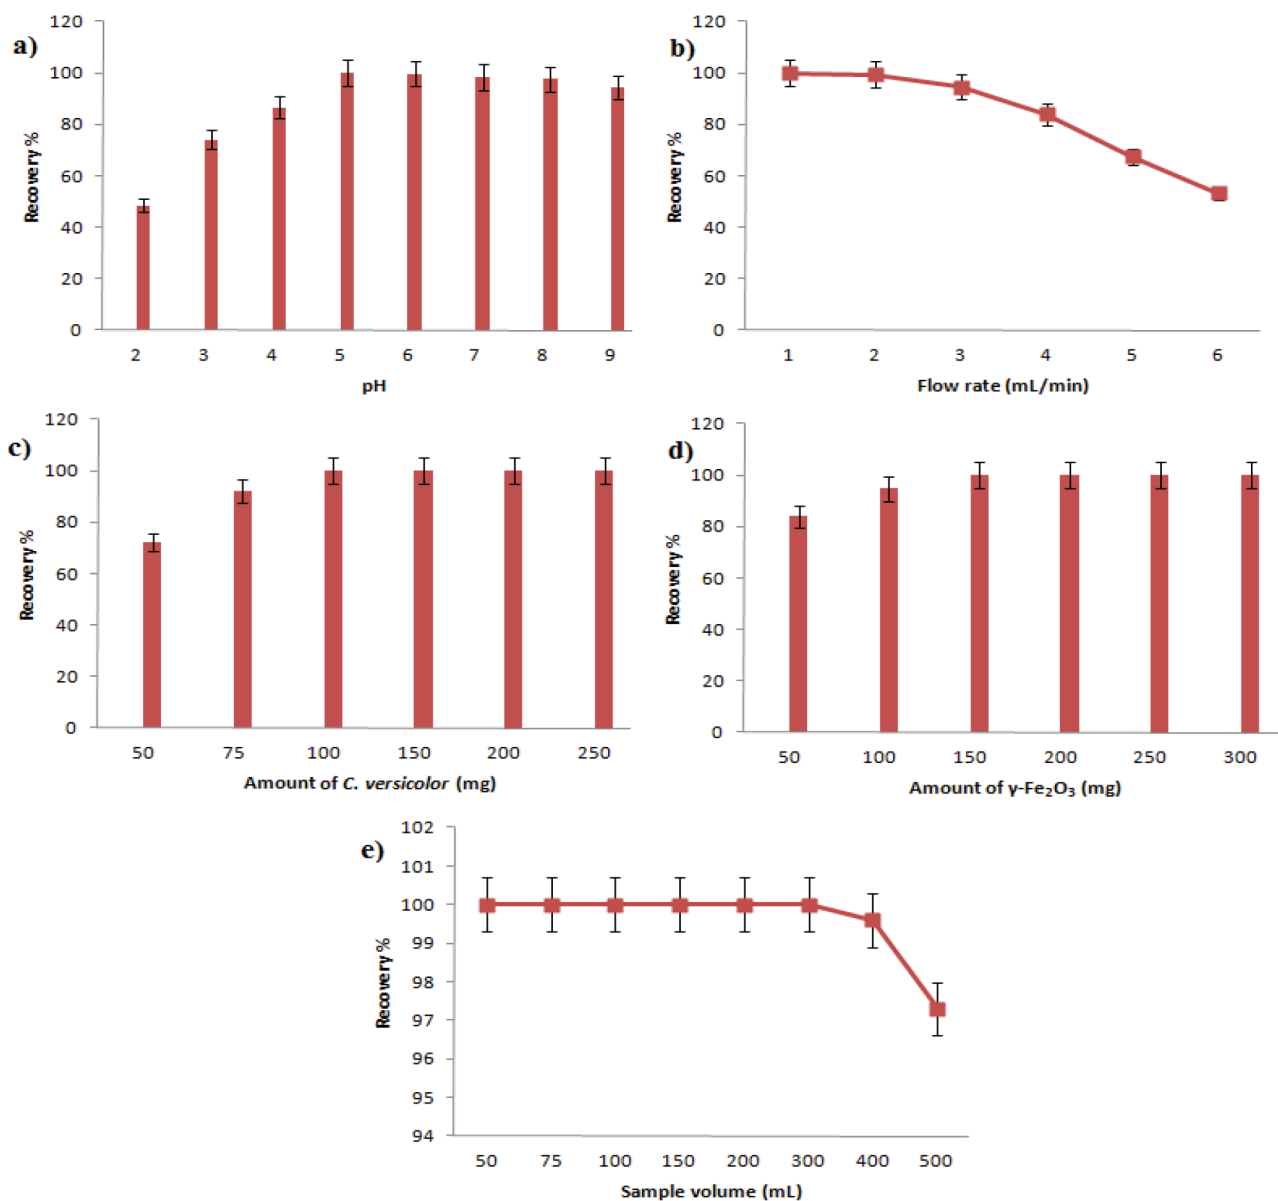 a)
120
100
80
60
40
20
0
Recovery %
2 3 4 5 6 7 8 9
pH
b)
120
100
80
60
40
20
0
Recovery %
1 2 3 4 5 6
Flow rate (mL/min)
c)
120
100
80
60
40
20
0
Recovery %
50 75 100 150 200 250
Amount of C. versicolor (mg)
d)
120
100
80
60
40
20
0
Recovery %
50 100 150 200 250 300
Amount of γ-Fe₂O₃ (mg)
e)
102
101
100
99
98
97
96
95
94
Recovery %
50 75 100 150 200 300 400 500
Sample volume (mL)